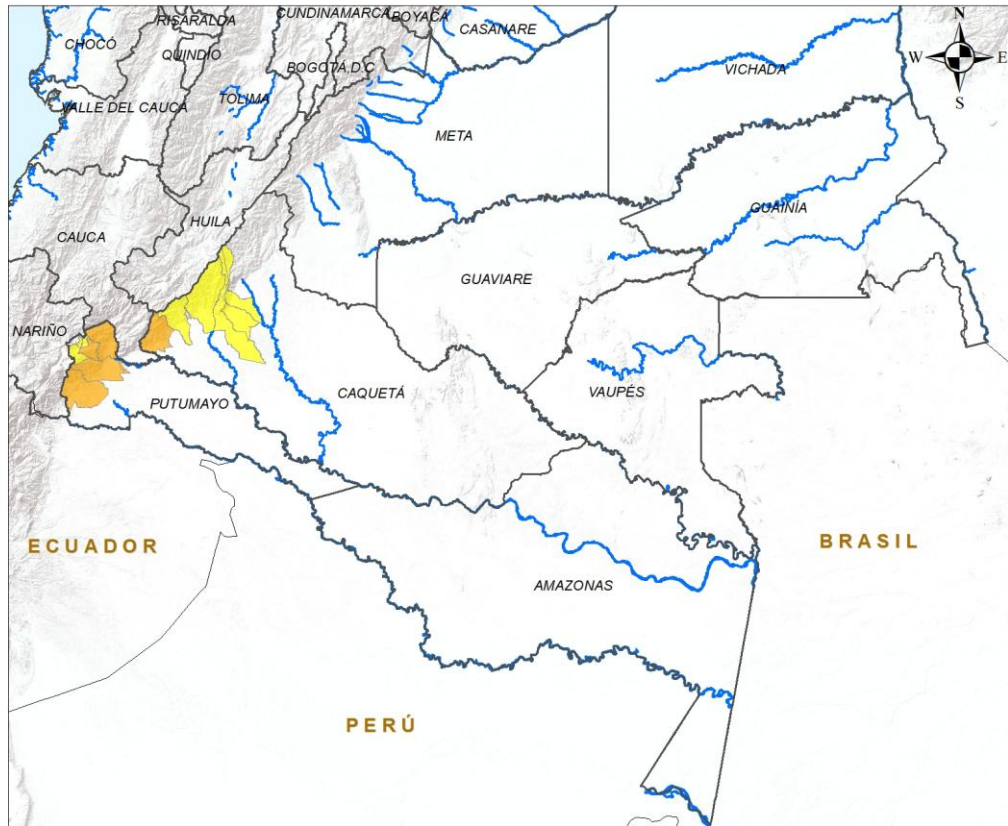 RISARALDA
CUNDINAMARCA
BOYACÁ
CASANARE
N
CHOCÓ
QUINDÍO
BOGOTÁ D.C
W
E
VICHADA
S
VALLE DEL CAUCA
TOLIMA
META
GUAINÍA
HUILA
CAUCA
GUAVIARE
NARIÑO
CAQUETÁ
VAUPÉS
PUTUMAYO
ECUADOR
BRASIL
AMAZONAS
PERÚ